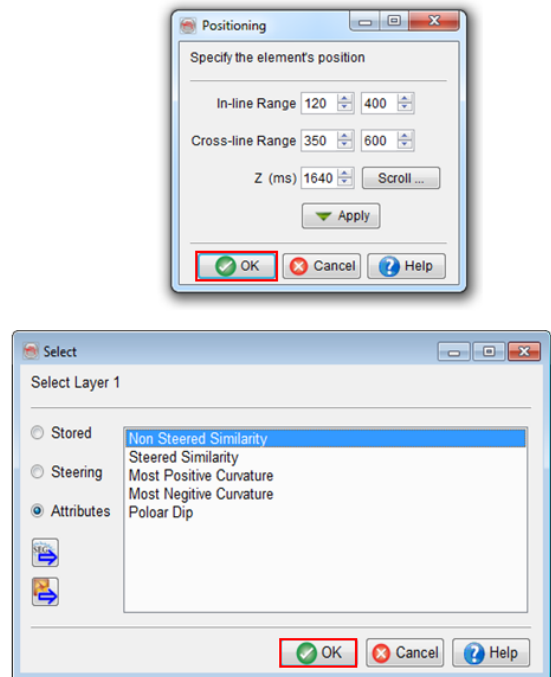 Positioning
Specify the element's position
In-line Range 120 400
Cross-line Range 350 600
Z (ms) 1640 Scroll ...
Apply
OK Cancel Help
Select
Select Layer 1
Stored
Steering
Attributes
Non Steered Similarity
Steered Similarity
Most Positive Curvature
Most Negitive Curvature
Poloar Dip
SEG
OK Cancel Help